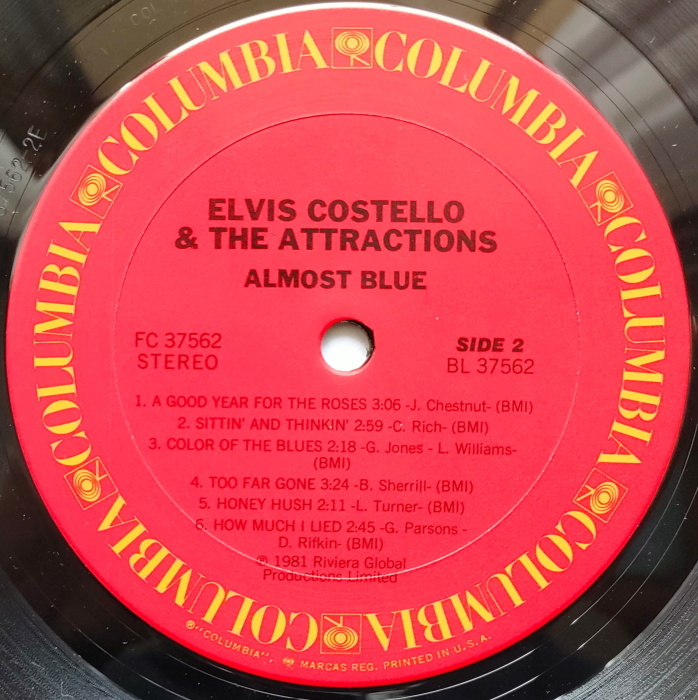 COLUMBIA COLUMBIA COLUMBIA COLUMBIA COLUMBIA COLUMBIA COLUMBIA
ELVIS COSTELLO
& THE ATTRACTIONS
ALMOST BLUE
FC 37562
STEREO
SIDE 2
BL 37562
1. A GOOD YEAR FOR THE ROSES 3:06 -J. Chestnut- (BMI)
2. SITTIN' AND THINKIN' 2:59 -C. Rich- (BMI)
3. COLOR OF THE BLUES 2:18 -G. Jones - L. Williams-
(BMI)
4. TOO FAR GONE 3:24 -B. Sherrill- (BMI)
5. HONEY HUSH 2:11 -L. Turner- (BMI)
6. HOW MUCH I LIED 2:45 -G. Parsons -
D. Rifkin- (BMI)
℗ 1981 Riviera Global
Productions Limited
®"COLUMBIA", MARCAS REG. PRINTED IN U.S.A.